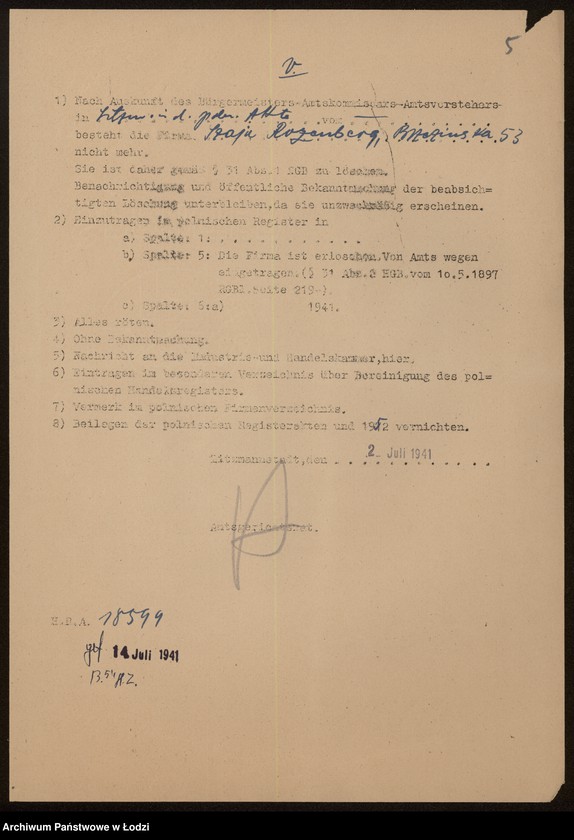 5
V.
1) Nach Auskunft des Bürgermeisters-Amtskommissars-Amtsvorstehers
in Litzm. in d. poln. Akte vom
besteht die Firma Szaja Rozenberg, Brzezinska 53
nicht mehr.
Sie ist daher gemäß § 31 Abs.1 HGB zu löschen.
Benachrichtigung und öffentliche Bekanntmachung der beabsich=
tigten Löschung unterbleiben, da sie unzweckmäßig erscheinen.
2) Einzutragen im polnischen Register in
a) Spalte: 1: . . . . . . . . . . . .
b) Spalte: 5: Die Firma ist erloschen. Von Amts wegen
eingetragen. (§ 31 Abs.2 HGB. vom 10.5.1897
RGBl. Seite 219-).
c) Spalte: 6: a) 1941.
3) Alles röten.
4) Ohne Bekanntmachung.
5) Nachricht an die Industrie-und Handelskammer, hier.
6) Eintragen im besonderen Verzeichnis über Bereinigung des pol=
nischen Handelsregisters.
7) Vermerk im polnischen Firmenverzeichnis.
8) Beilegen der polnischen Registerakten und 1952 vernichten.
Litzmannstadt, den 2. Juli 1941
Amtsgerichtsrat.
H.R.A. 18599
gef 14 Juli 1941
Archiwum Państwowe w Łodzi